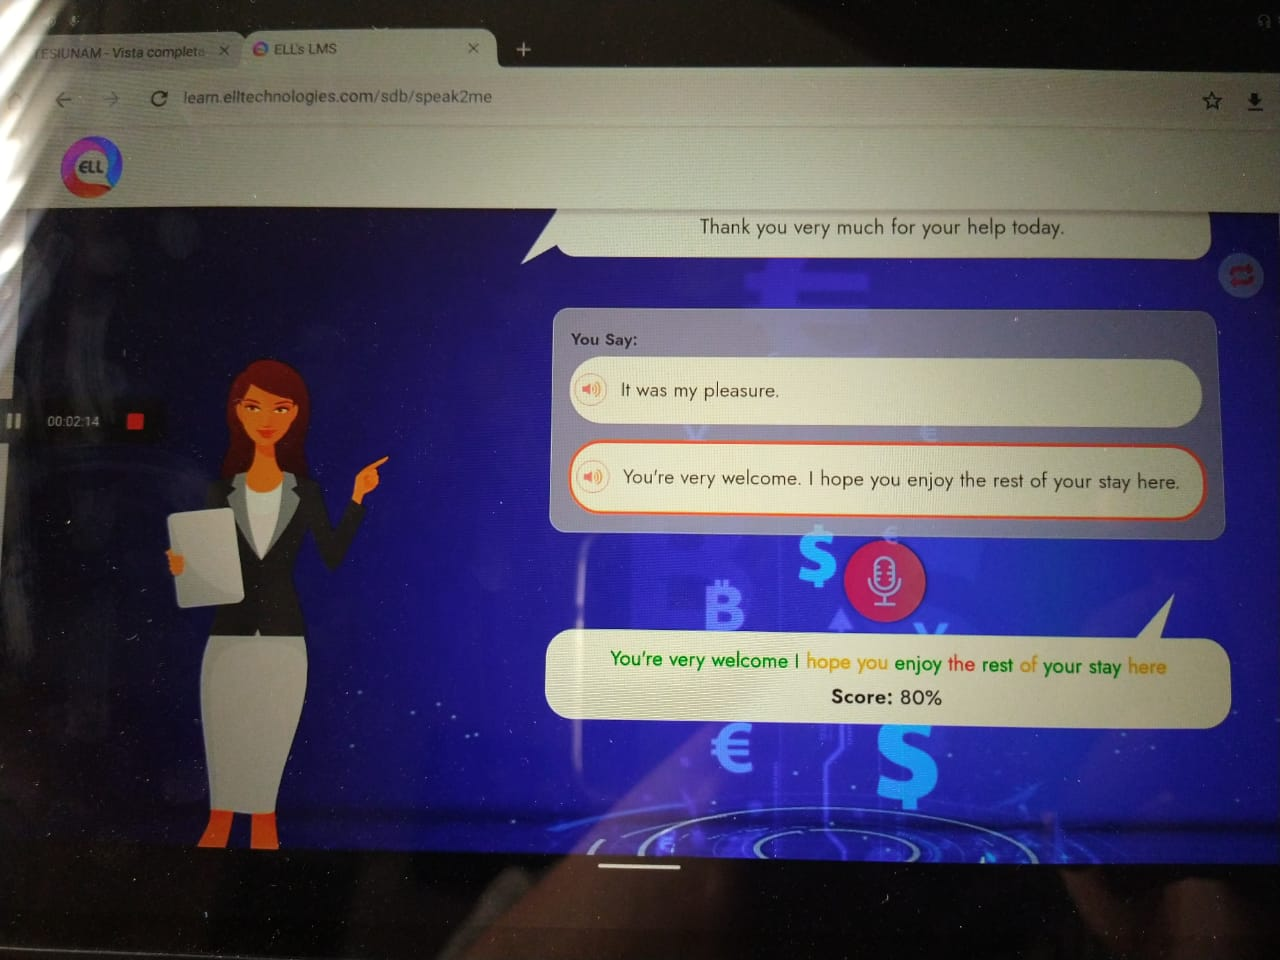 ESIUNAM - Vista completa
ELL's LMS
learn.elltechnologies.com/sdb/speak2me
ELL
Thank you very much for your help today.
You Say:
It was my pleasure.
00:02:14
You're very welcome. I hope you enjoy the rest of your stay here.
You're very welcome I hope you enjoy the rest of your stay here
Score: 80%